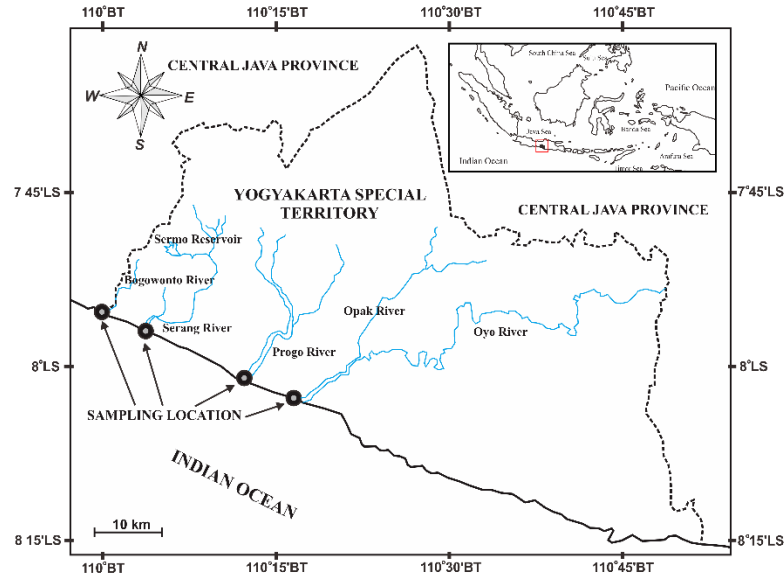 110°BT
110°15'BT
110°30'BT
110°45'BT
N
W
E
S
CENTRAL JAVA PROVINCE
South China Sea
Pacific Ocean
Java Sea
Banda Sea
Arafura Sea
Indian Ocean
Timor Sea
7°45'LS
7°45'LS
YOGYAKARTA SPECIAL
TERRITORY
CENTRAL JAVA PROVINCE
Sermo Reservoir
Bogowonto River
Opak River
Serang River
Oyo River
Progo River
8°LS
8°LS
SAMPLING LOCATION
INDIAN OCEAN
10 km
8°15'LS
8°15'LS
110°BT
110°15'BT
110°30'BT
110°45'BT